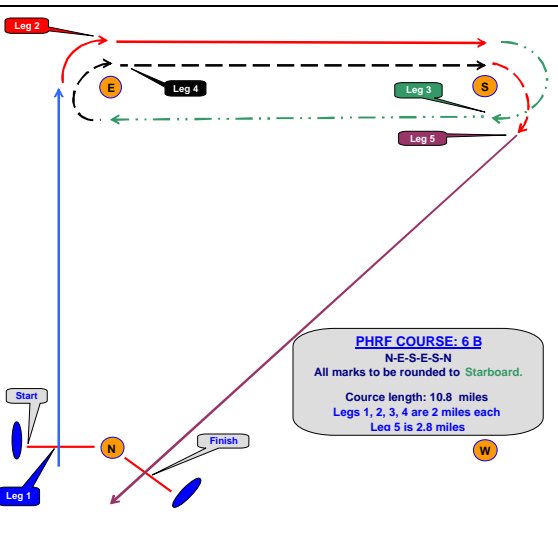 Leg 2
E
Leg 4
S
Leg 3
Leg 5
PHRF COURSE: 6 B
N-E-S-E-S-N
All marks to be rounded to Starboard.
Cource length: 10.8 miles
Legs 1, 2, 3, 4 are 2 miles each
Leg 5 is 2.8 miles
Start
N
Finish
W
Leg 1